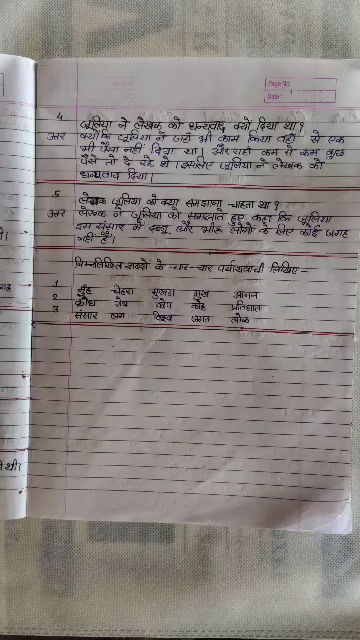 Page No.
Date:
4 जूलिया ने लेखक को धन्यवाद क्यों दिया था?
उत्तर क्योंकि जूलिया ने जहाँ भी काम किया वहाँ से एक
भी पैसा नहीं दिया था। और यहाँ कम से कम कुछ
पैसे तो दे रहे थे। इसलिए जूलिया ने लेखक को
धन्यवाद दिया।
5 लेखक जूलिया को क्या समझाना चाहता था?
उत्तर लेखक ने जूलिया को समझाते हुए कहा कि जूलिया
इस संसार में दब्बू और भीरू लोगों के लिए कोई जगह
नहीं है।
निम्नलिखित शब्दों के चार-चार पर्यायवाची लिखिए -
1 मुँह चेहरा मुखड़ा मुख आनन
2 क्रोध रोष कोप कोह प्रतिघात
3 संसार जग विश्व जगत लोक
थी।